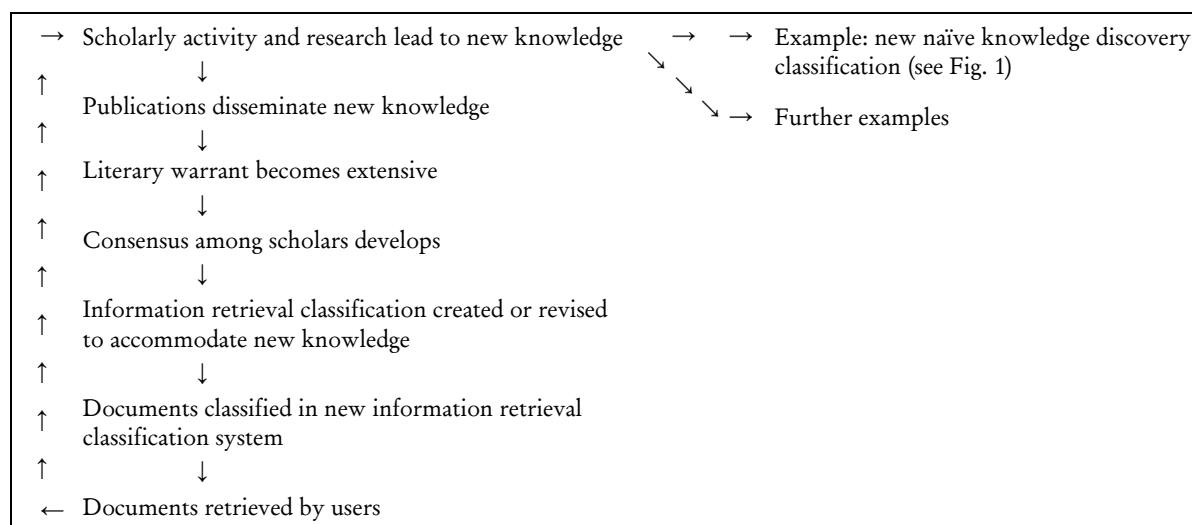 → Scholarly activity and research lead to new knowledge → → Example: new naïve knowledge discovery
classification (see Fig. 1)
↑ ↓ ↘
Publications disseminate new knowledge ↘
↘ → Further examples
↑ ↓
↑ Literary warrant becomes extensive
↓
↑ Consensus among scholars develops
↑ ↓
Information retrieval classification created or revised
↑ to accommodate new knowledge
↑ ↓
↑ Documents classified in new information retrieval
classification system
↑ ↓
← Documents retrieved by users